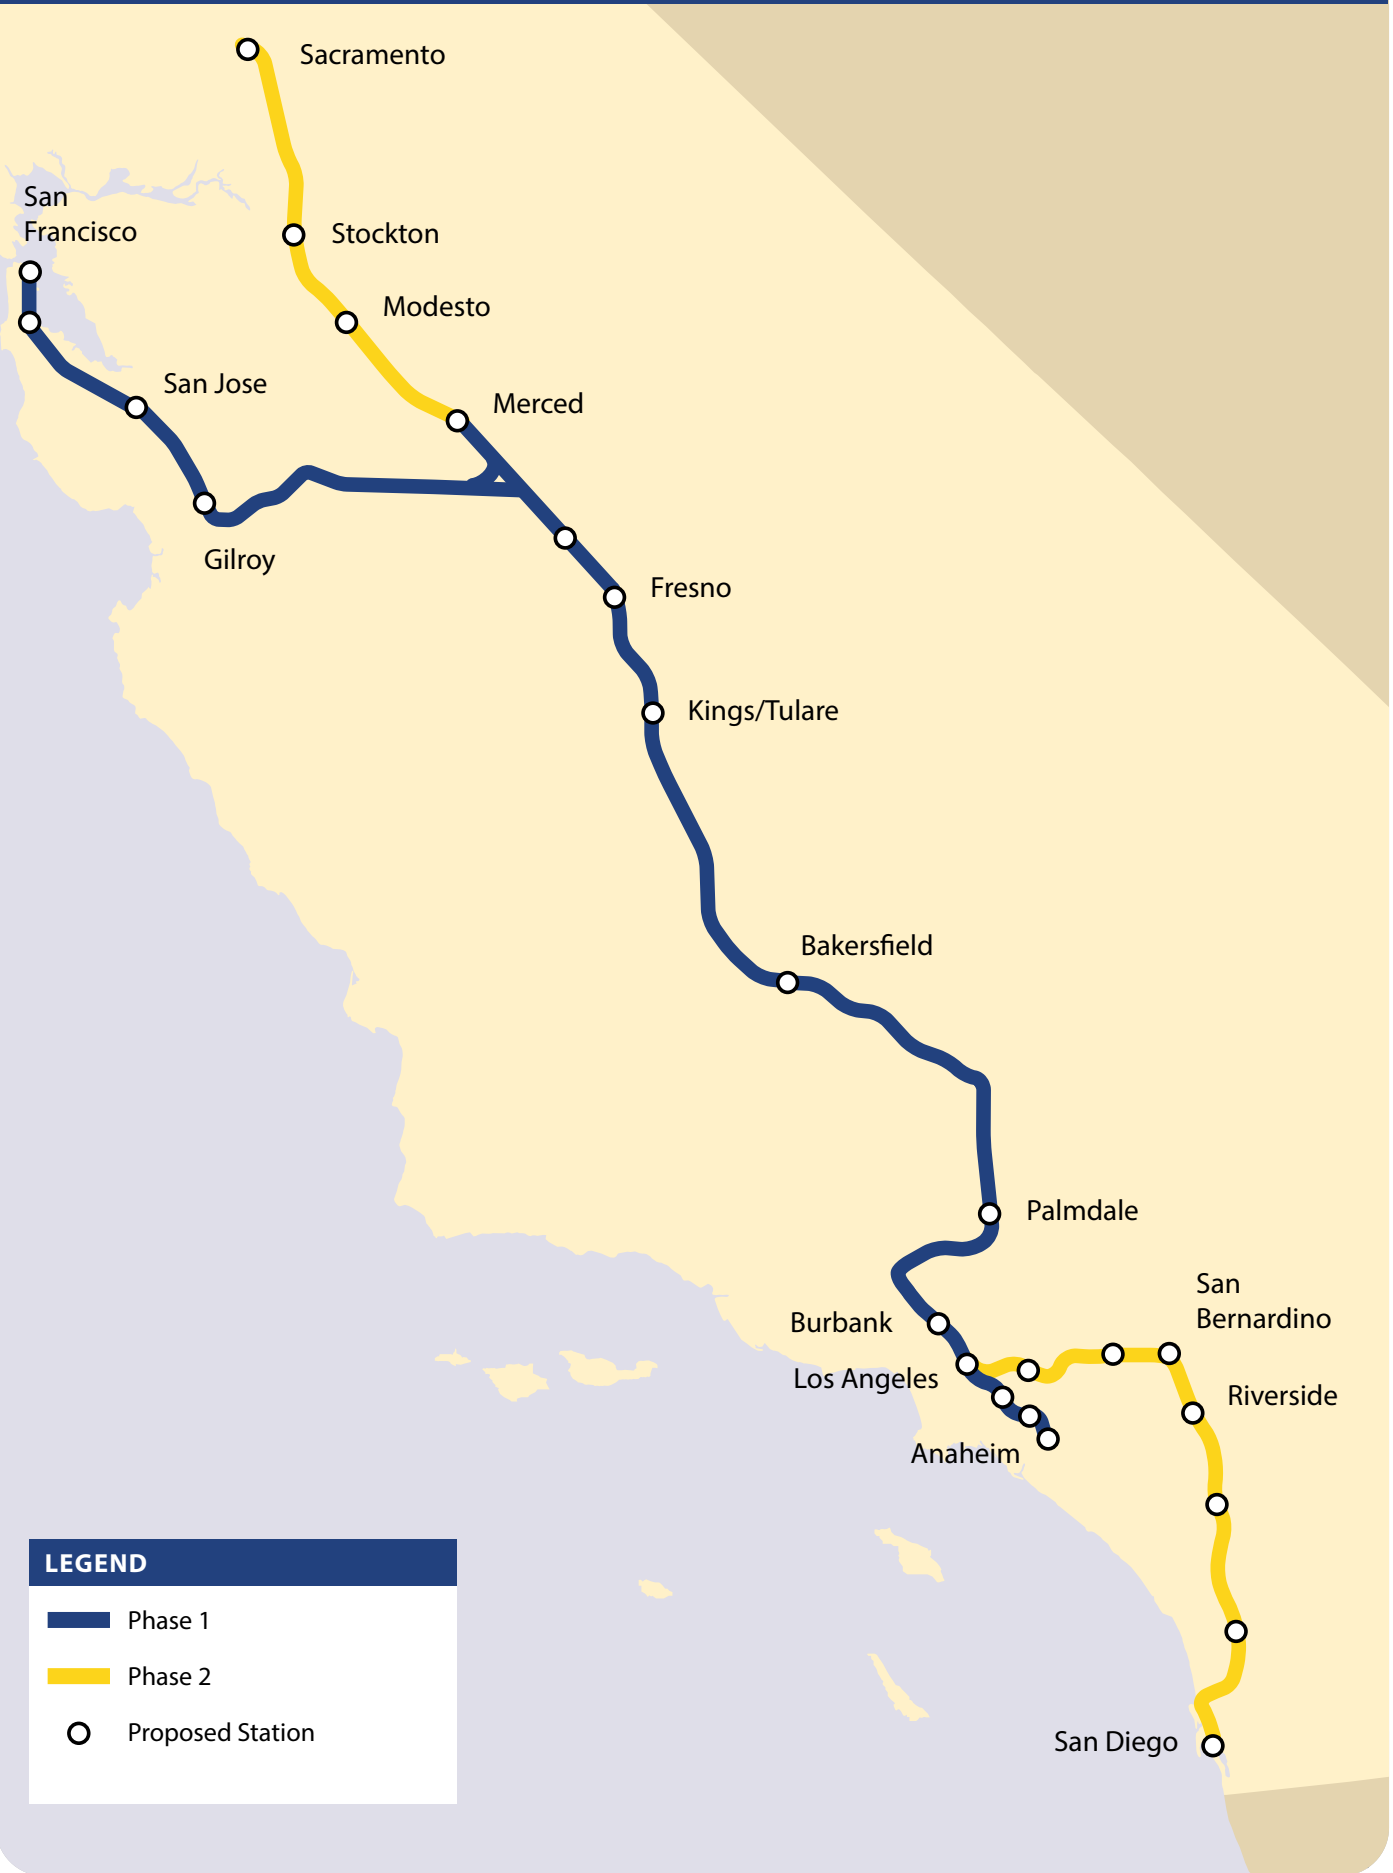 Sacramento
San
Francisco
Stockton
Modesto
San Jose
Merced
Gilroy
Fresno
Kings/Tulare
Bakersfield
Palmdale
San
Bernardino
Burbank
Los Angeles
Riverside
Anaheim
LEGEND
Phase 1
Phase 2
Proposed Station
San Diego